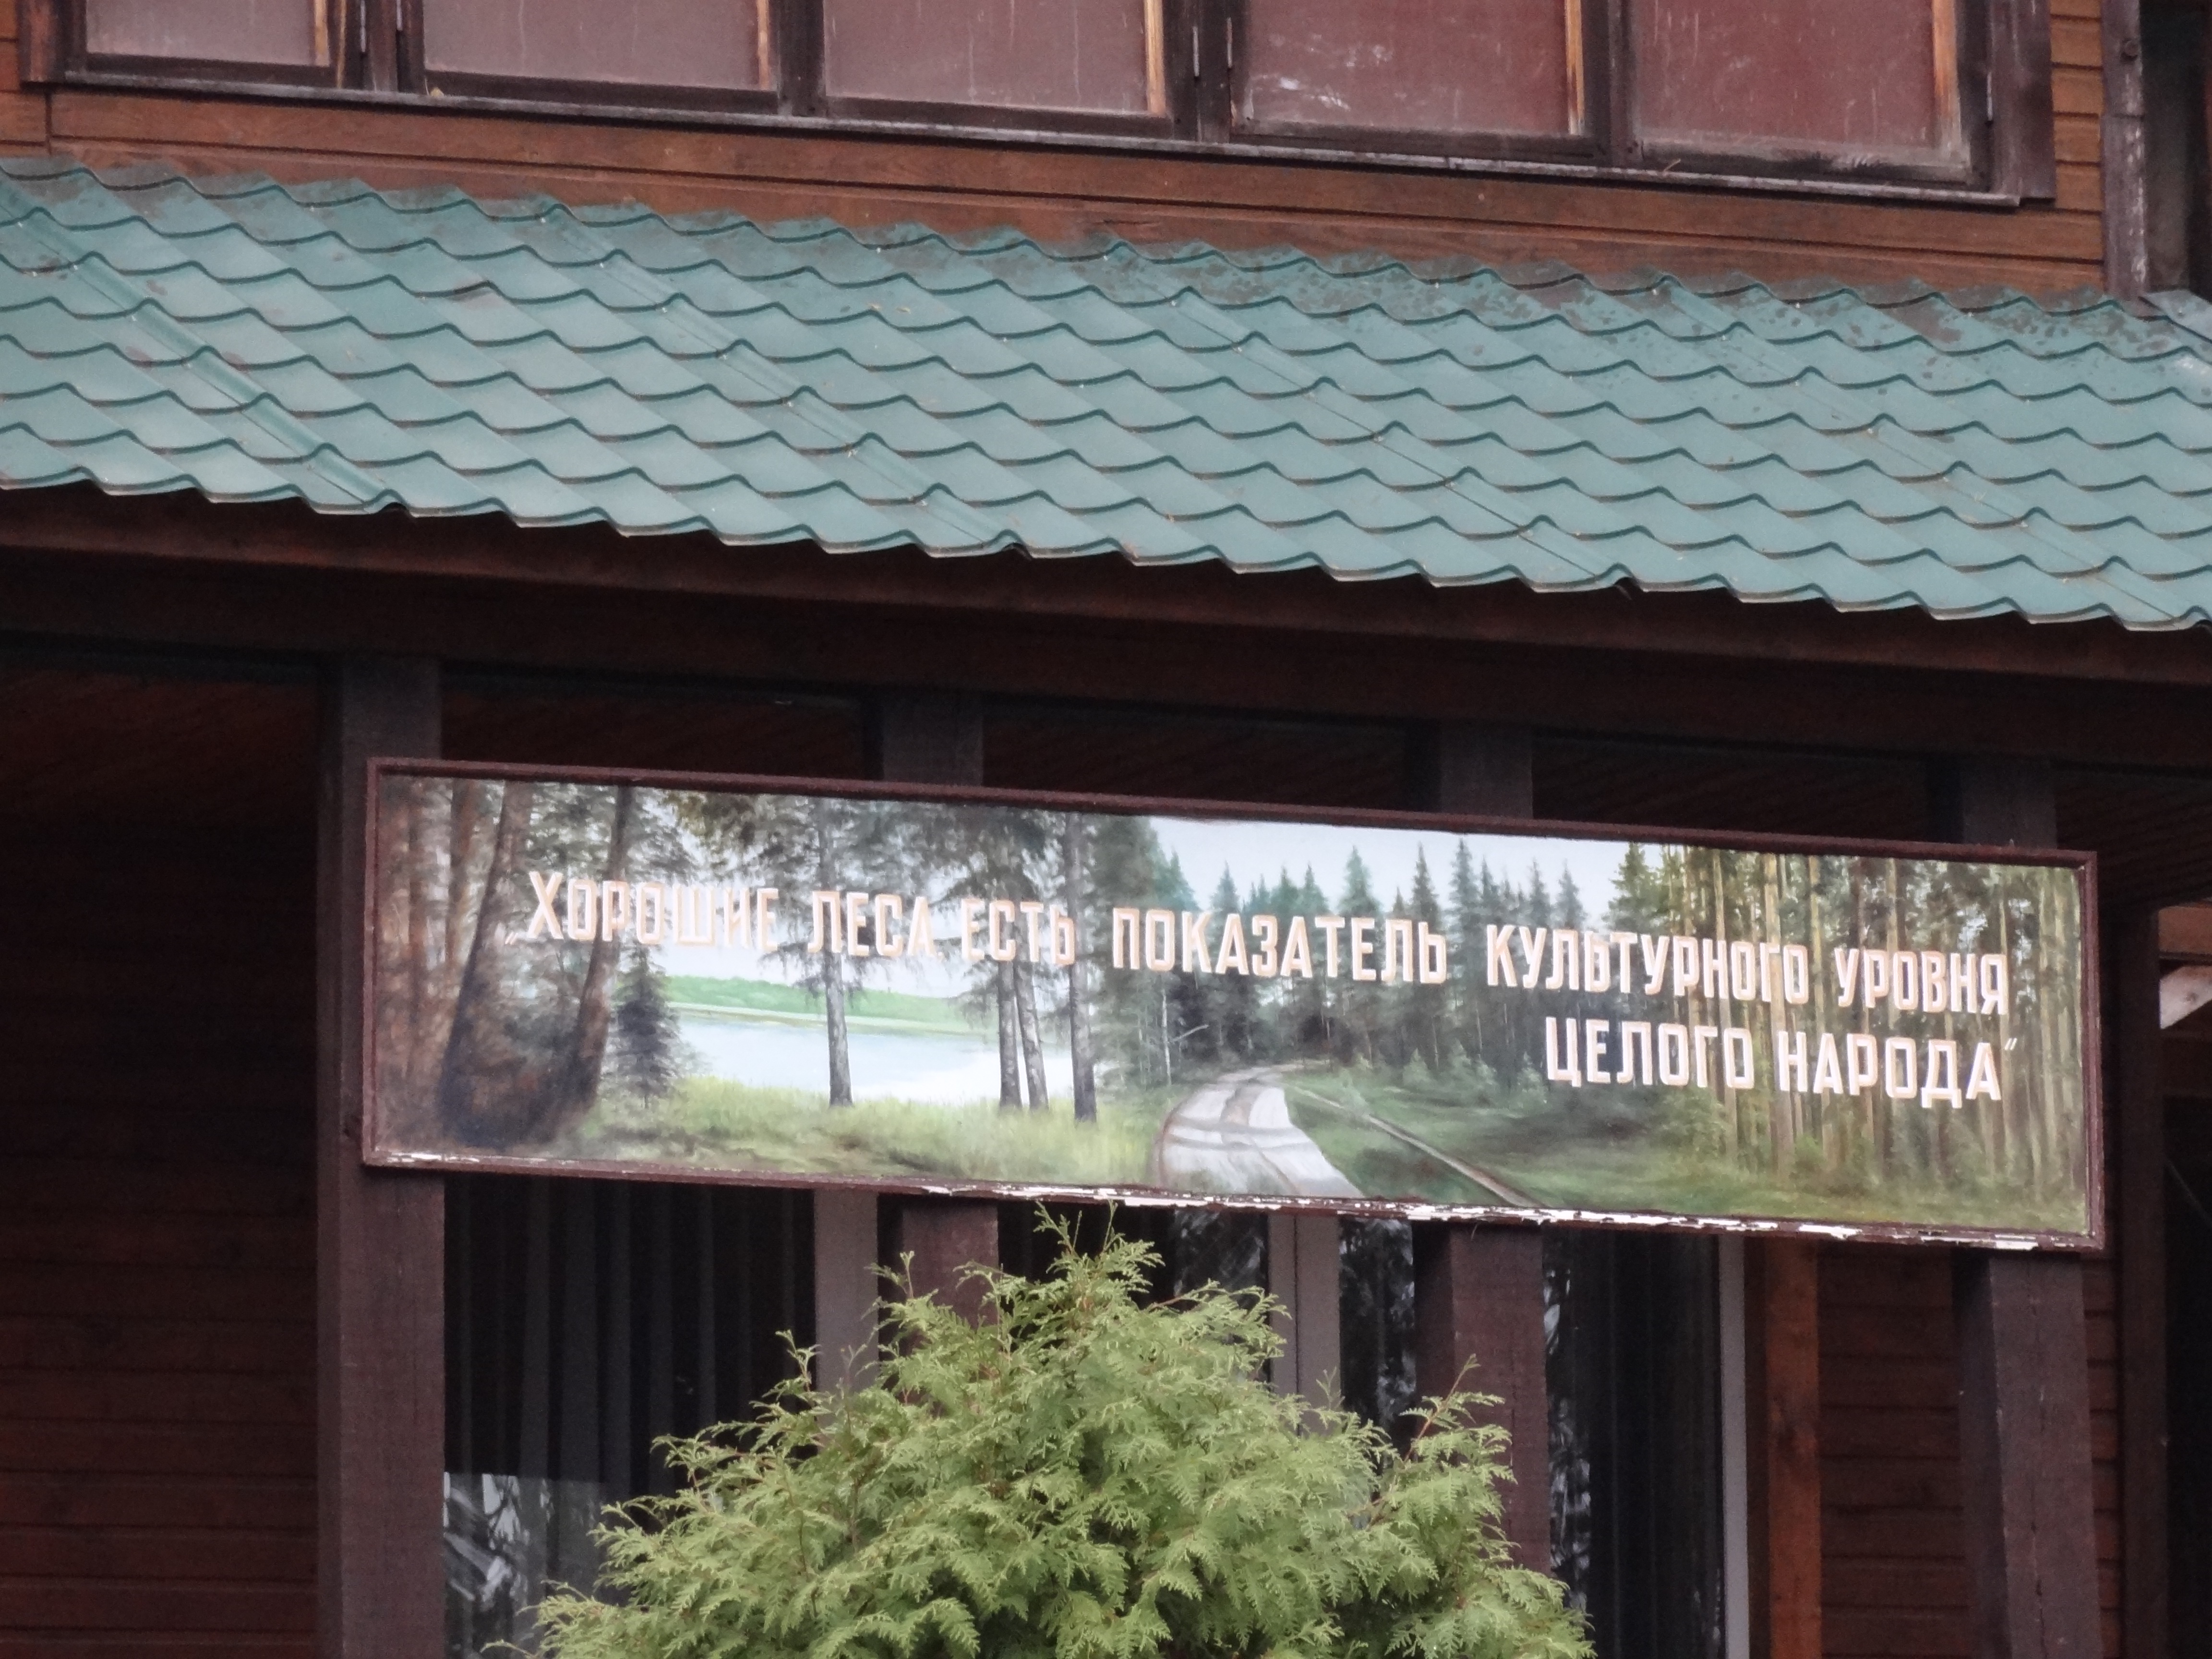 „ХОРОШИЕ ЛЕСА ЕСТЬ ПОКАЗАТЕЛЬ КУЛЬТУРНОГО УРОВНЯ
ЦЕЛОГО НАРОДА"